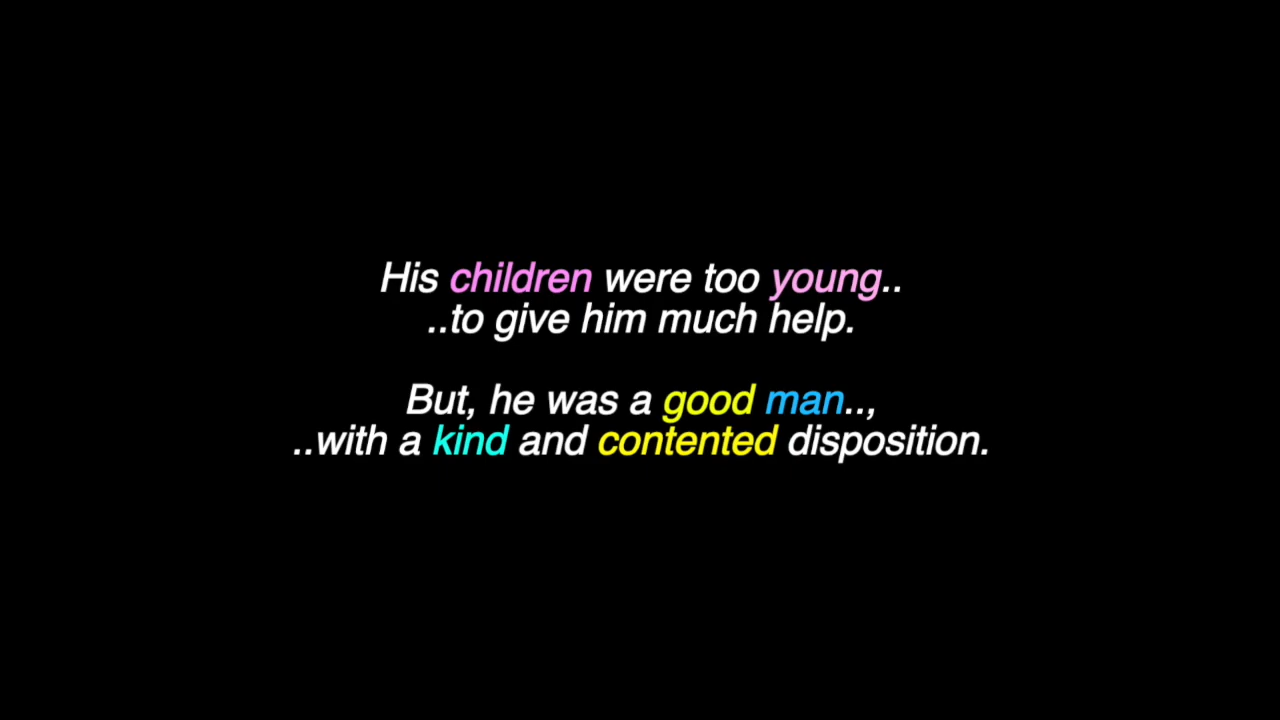 His children were too young..
..to give him much help.
But, he was a good man..,
..with a kind and contented disposition.